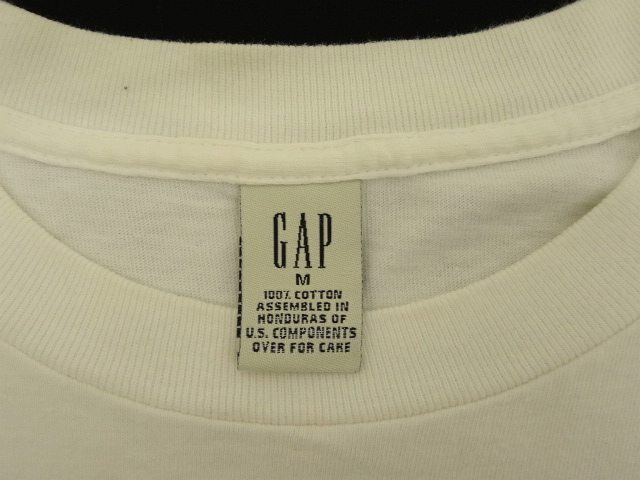 GAP
M
100% COTTON
ASSEMBLED IN
HONDURAS OF
U.S. COMPONENTS
OVER FOR CARE